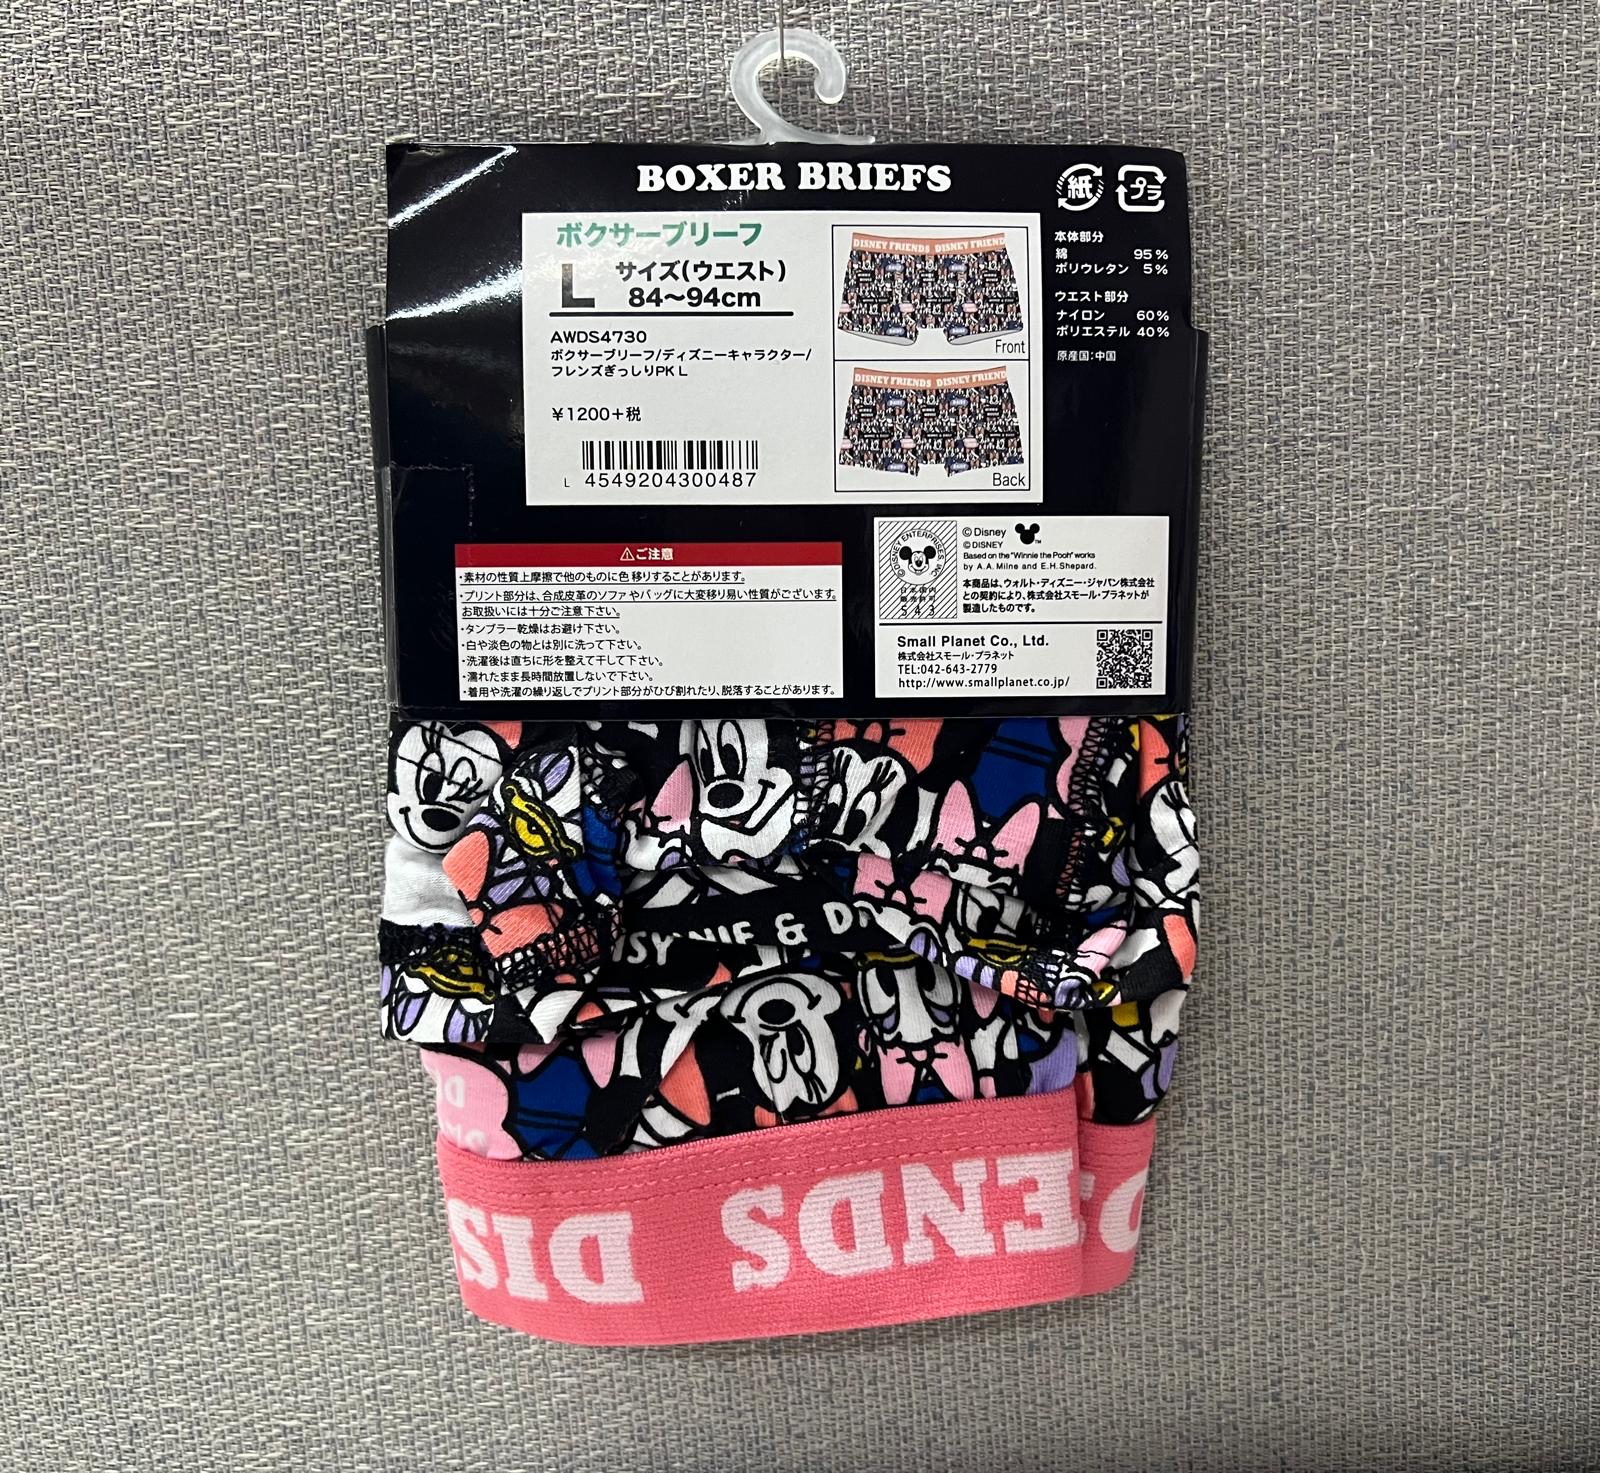 BOXER BRIEFS
紙
プラ
ボクサーブリーフ
L
サイズ(ウエスト)
84〜94cm
AWDS4730
ボクサーブリーフ/ディズニーキャラクター/
フレンズぎっしりPK L
¥1200+税
L 4549204300487
DISNEY FRIENDS DISNEY FRIEND
Front
DISNEY FRIENDS DISNEY FRIEND
Back
本体部分
綿 95%
ポリウレタン 5%
ウエスト部分
ナイロン 60%
ポリエステル 40%
原産国:中国
⚠ご注意
・素材の性質上摩擦で他のものに色移りすることがあります。
・プリント部分は、合成皮革のソファやバッグに大変移り易い性質がございます。
お取扱いには十分ご注意下さい。
・タンブラー乾燥はお避け下さい。
・白や淡色の物とは別に洗って下さい。
・洗濯後は直ちに形を整えて干して下さい。
・濡れたまま長時間放置しないで下さい。
・着用や洗濯の繰り返しでプリント部分がひび割れたり、脱落することがあります。
©DISNEY ENTERPRISES INC
日本国内
販売許可
543
©Disney
©DISNEY
Based on the "Winnie the Pooh" works
by A.A. Milne and E.H.Shepard.
本商品は、ウォルト・ディズニー・ジャパン株式会社
との契約により、株式会社スモール・プラネットが
製造したものです。
Small Planet Co., Ltd.
株式会社スモール・プラネット
TEL:042-643-2779
http://www.smallplanet.co.jp/
NIE & DA
ISY
DIS
ENDS